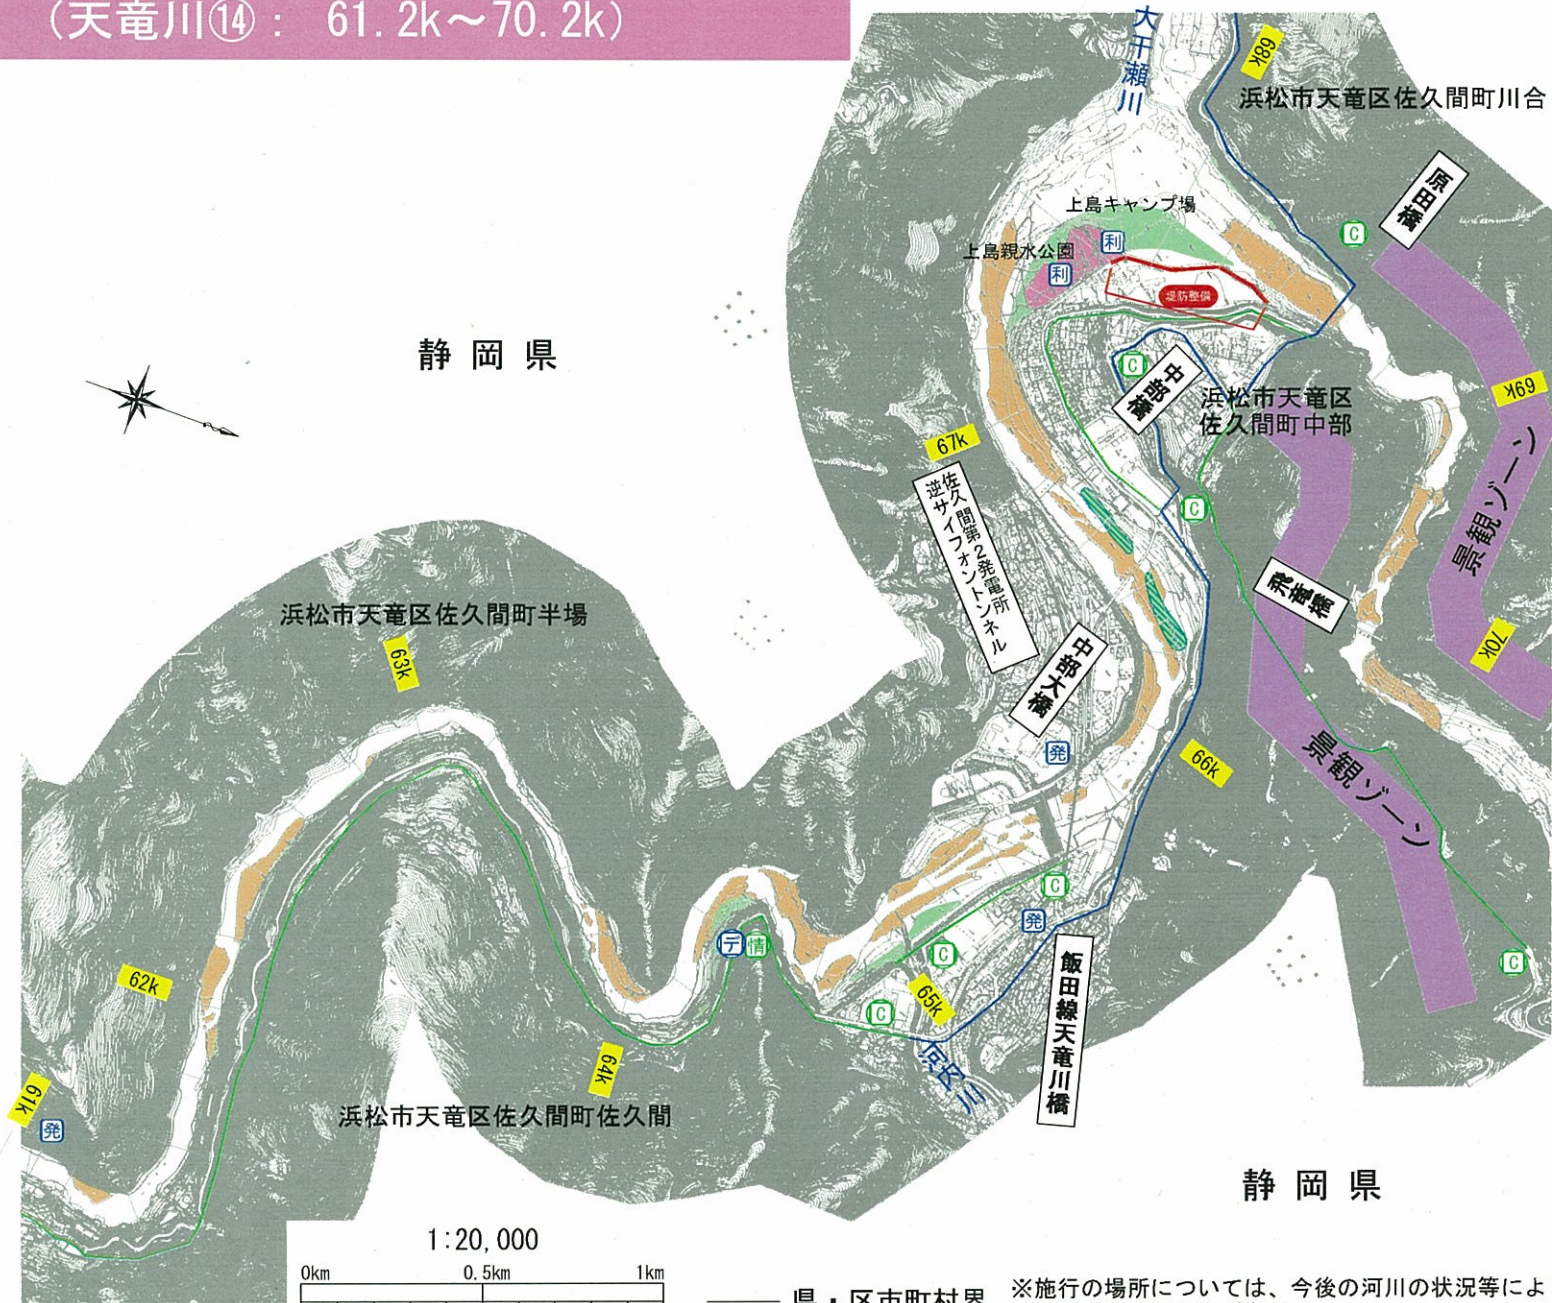 (天竜川⑭： 61.2k～70.2k)
大千瀬川
68k
浜松市天竜区佐久間町川合
原田橋
C
上島キャンプ場
利
上島親水公園
利
堤防整備
静岡県
C
中部橋
浜松市天竜区
佐久間町中部
69k
67k
佐久間第2発電所
逆サイフォントンネル
C
景観ゾーン
飛竜橋
浜松市天竜区佐久間町半場
63k
70k
中部大橋
発
66k
景観ゾーン
C
発
デ
情
C
C
62k
65k
飯田線天竜川橋
C
河内川
64k
61k
発
浜松市天竜区佐久間町佐久間
静岡県
1:20,000
0km 0.5km 1km
県・区市町村界
※施行の場所については、今後の河川の状況等によ